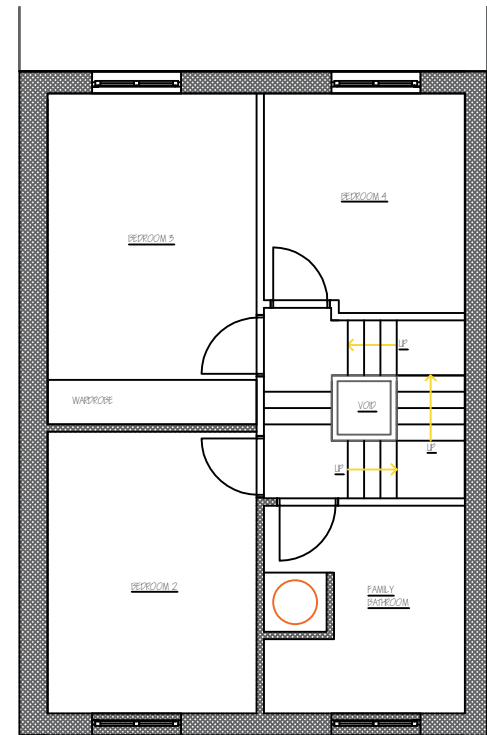 BEDROOM 4
BEDROOM 3
UP
WARDROBE
VOID
UP
UP
BEDROOM 2
FAMILY
BATHROOM